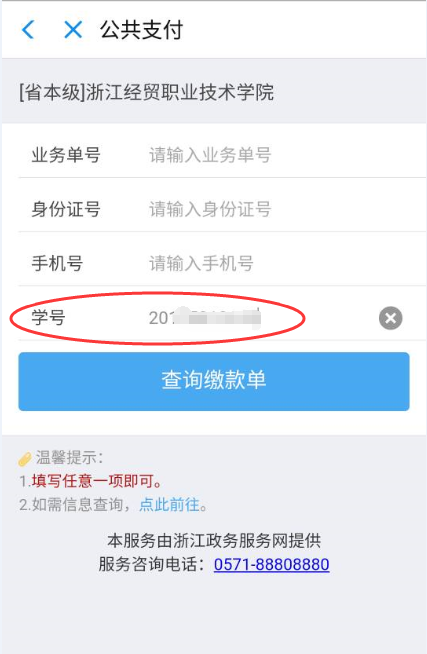 公共支付
[省本级]浙江经贸职业技术学院
业务单号 请输入业务单号
身份证号 请输入身份证号
手机号 请输入手机号
学号 201
查询缴款单
温馨提示：
1.填写任意一项即可。
2.如需信息查询，点此前往。
本服务由浙江政务服务网提供
服务咨询电话：0571-88808880